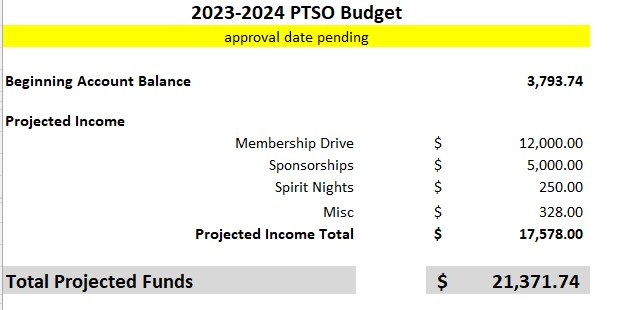 2023-2024 PTSO Budget
approval date pending
Beginning Account Balance 3,793.74
Projected Income
Membership Drive $ 12,000.00
Sponsorships $ 5,000.00
Spirit Nights $ 250.00
Misc $ 328.00
Projected Income Total $ 17,578.00
Total Projected Funds $ 21,371.74